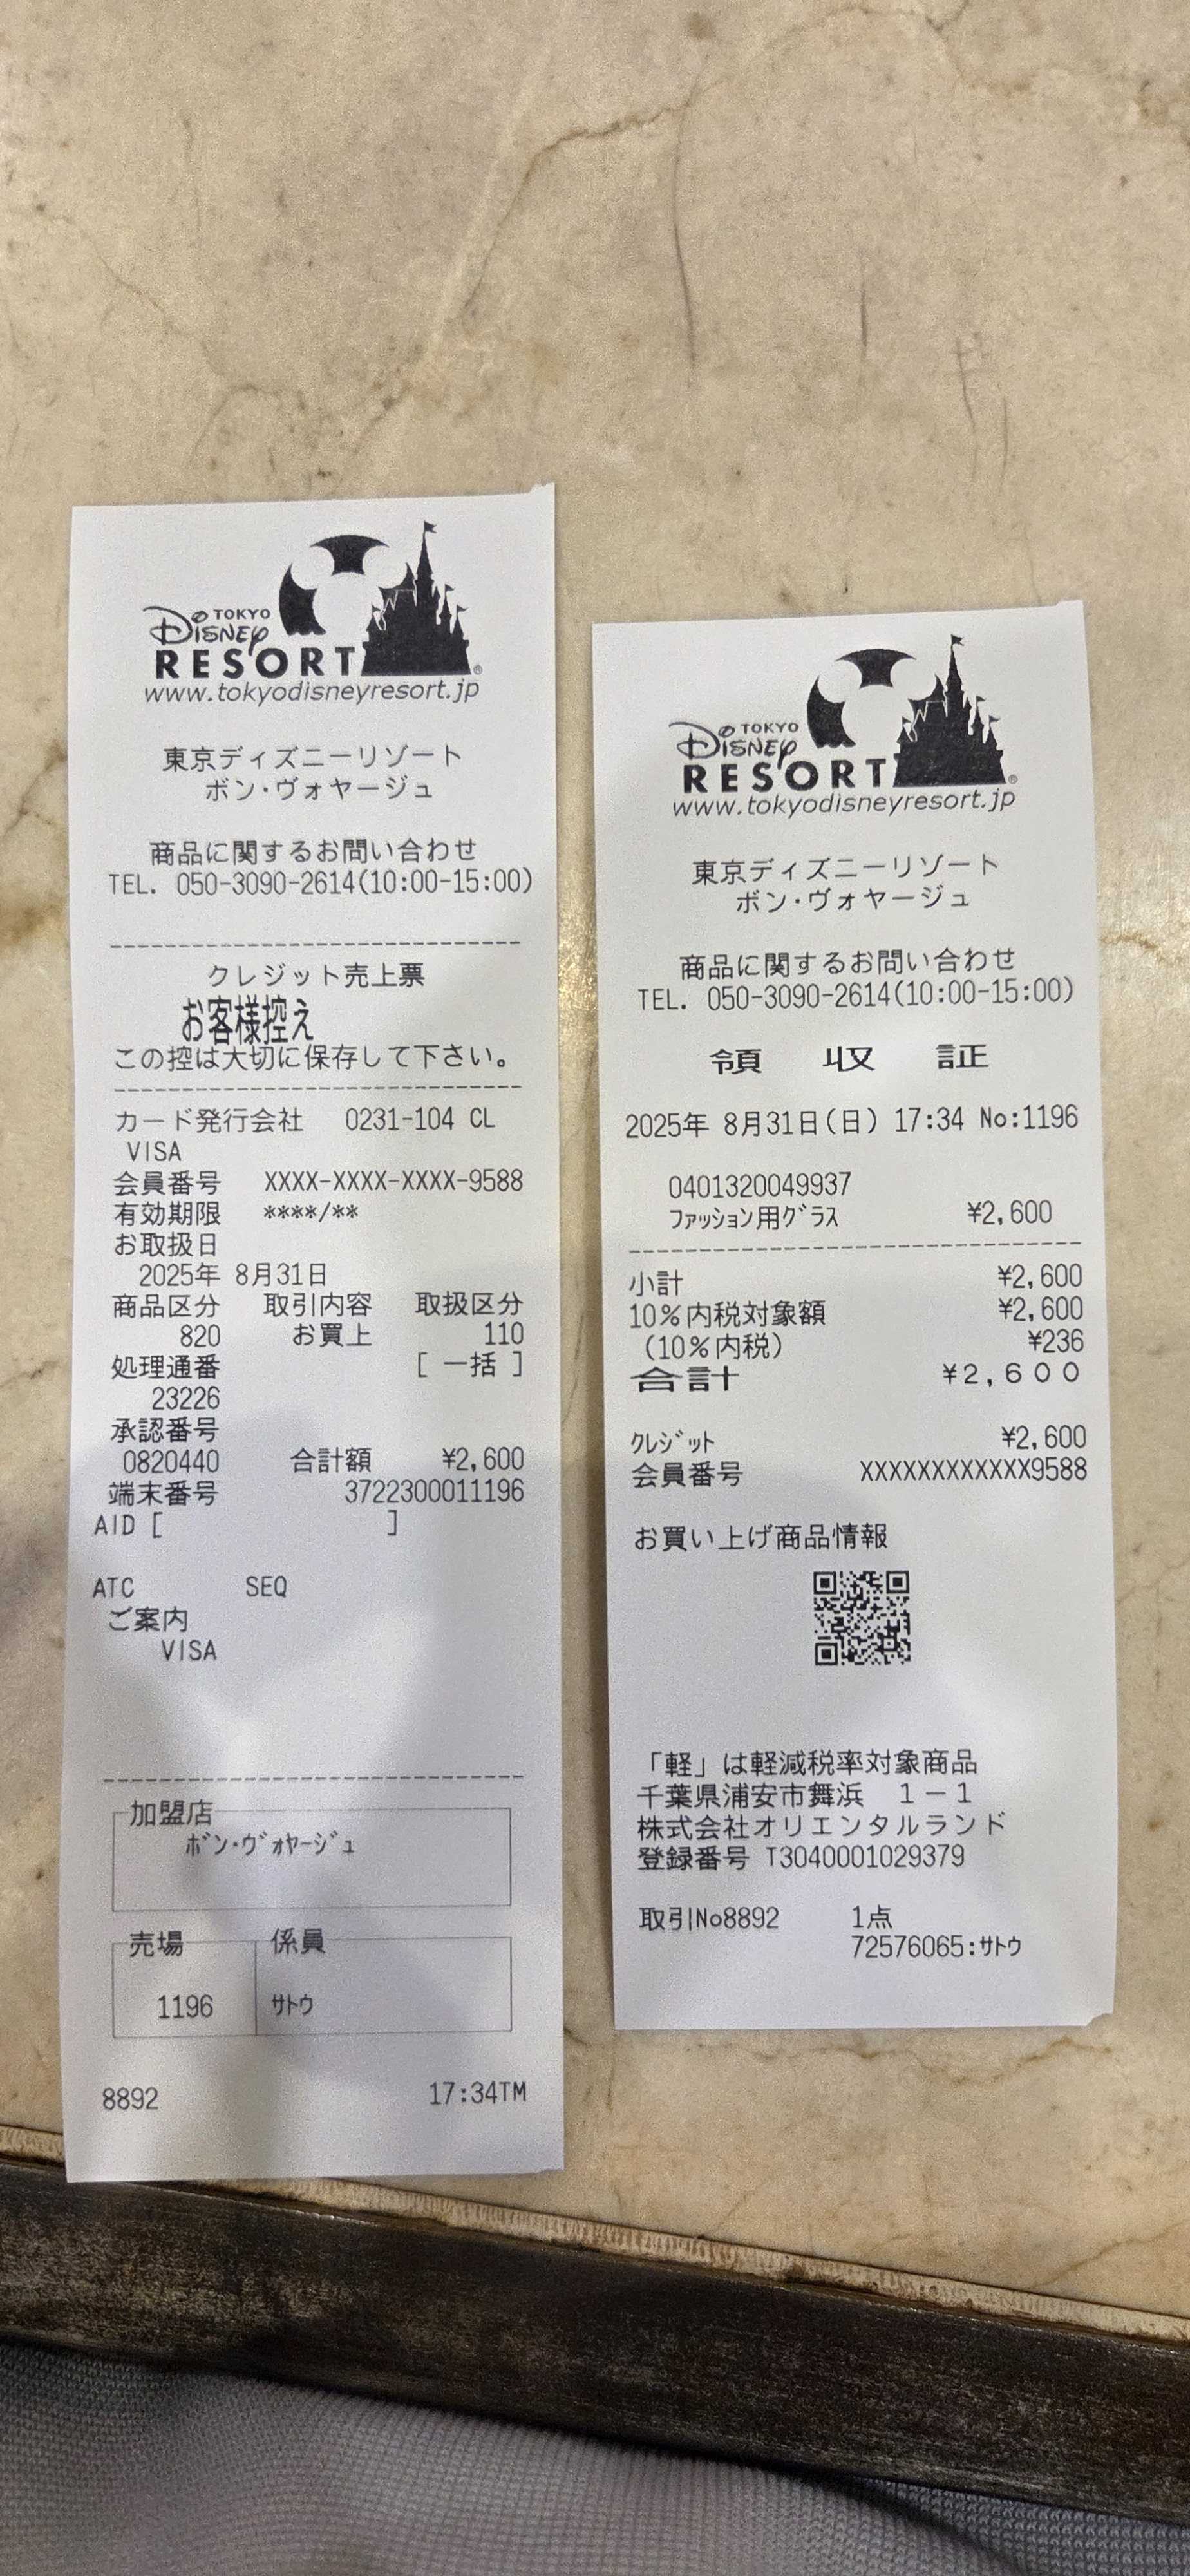 TOKYO
Disney
RESORT®
www.tokyodisneyresort.jp
東京ディズニーリゾート
ボン・ヴォヤージュ
商品に関するお問い合わせ
TEL. 050-3090-2614(10:00-15:00)
クレジット売上票
お客様控え
この控は大切に保存して下さい。
カード発行会社 0231-104 CL
VISA
会員番号 XXXX-XXXX-XXXX-9588
有効期限 ****/**
お取扱日
2025年 8月31日
商品区分 取引内容 取扱区分
820 お買上 110
処理通番 [ 一括 ]
23226
承認番号
0820440 合計額 ¥2,600
端末番号 3722300011196
AID [ ]
ATC SEQ
ご案内
VISA
加盟店
ﾎﾞﾝ･ｳﾞｫﾔｰｼﾞｭ
売場 係員
1196 ｻﾄｳ
8892 17:34TM
TOKYO
Disney
RESORT®
www.tokyodisneyresort.jp
東京ディズニーリゾート
ボン・ヴォヤージュ
商品に関するお問い合わせ
TEL. 050-3090-2614(10:00-15:00)
領 収 証
2025年 8月31日(日) 17:34 No:1196
0401320049937
ﾌｧｯｼｮﾝ用ｸﾞﾗｽ ¥2,600
小計 ¥2,600
10%内税対象額 ¥2,600
(10%内税) ¥236
合計 ¥2,600
ｸﾚｼﾞｯﾄ ¥2,600
会員番号 XXXXXXXXXXXX9588
お買い上げ商品情報
「軽」は軽減税率対象商品
千葉県浦安市舞浜 1-1
株式会社オリエンタルランド
登録番号 T3040001029379
取引No8892 1点
72576065:ｻﾄｳ